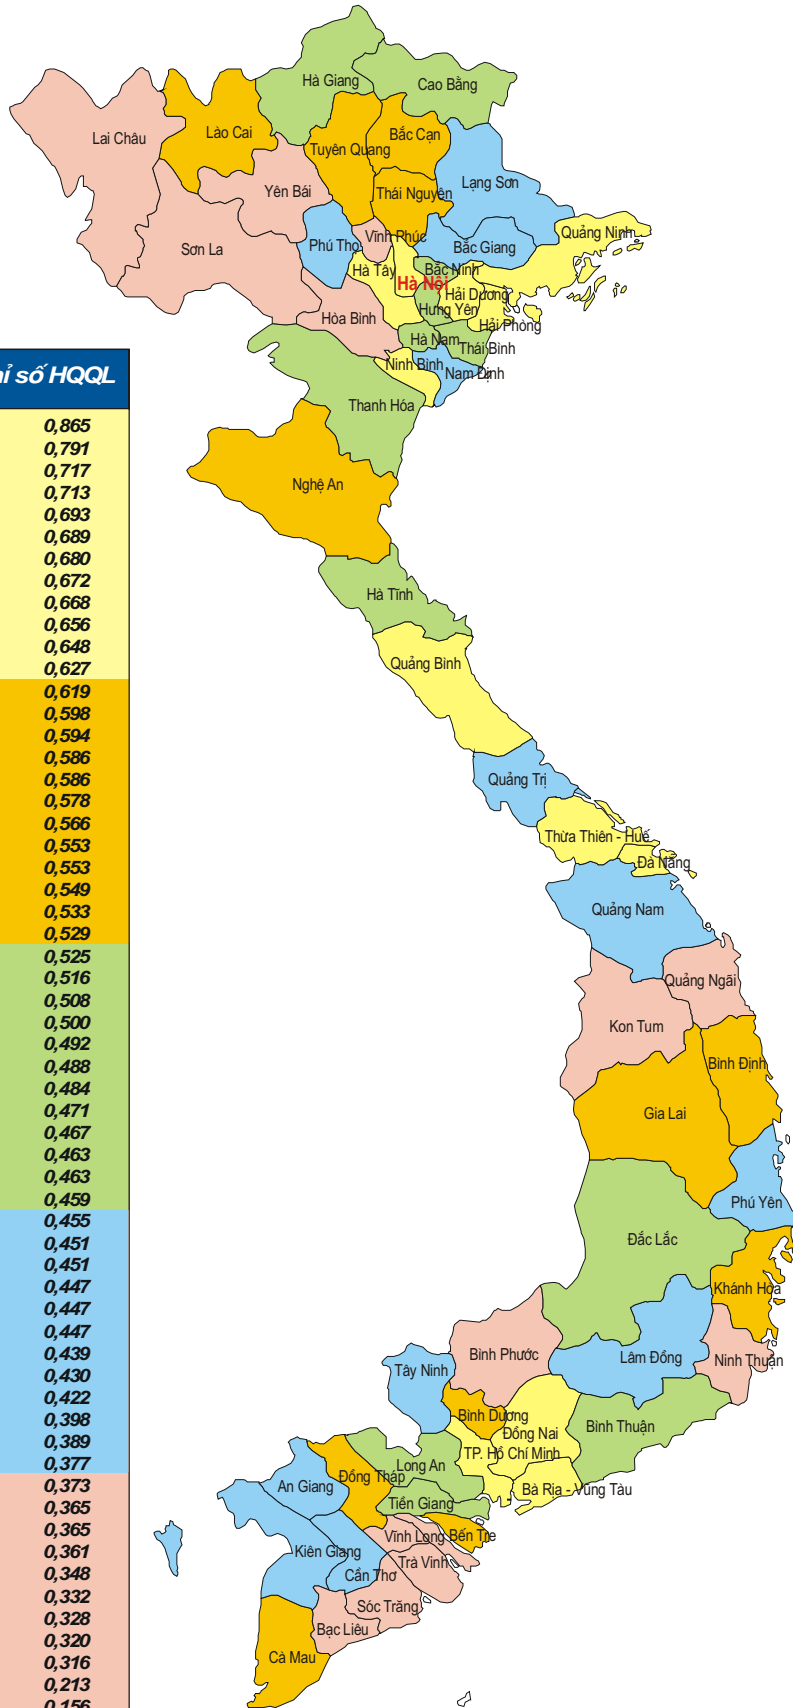 Hà Giang
Cao Bằng
Lai Châu
Lào Cai
Bắc Cạn
Tuyên Quang
Lạng Sơn
Yên Bái
Thái Nguyên
Quảng Ninh
Sơn La
Phú Thọ
Vĩnh Phúc
Bắc Giang
Hà Tây
Bắc Ninh
Hà Nội
Hải Dương
Hưng Yên
Hòa Bình
Hải Phòng
Hà Nam
Thái Bình
Ninh Bình
Nam Định
Thanh Hóa
Nghệ An
Hà Tĩnh
Quảng Bình
Quảng Trị
Thừa Thiên - Huế
Đà Nẵng
Quảng Nam
Quảng Ngãi
Kon Tum
Bình Định
Gia Lai
Phú Yên
Đắc Lắc
Khánh Hòa
Bình Phước
Lâm Đồng
Ninh Thuận
Tây Ninh
Bình Dương
Đồng Nai
Bình Thuận
TP. Hồ Chí Minh
Long An
Đồng Tháp
An Giang
Bà Rịa - Vũng Tàu
Tiền Giang
Vĩnh Long
Bến Tre
Kiên Giang
Trà Vinh
Cần Thơ
Sóc Trăng
Bạc Liêu
Cà Mau
số HQQL
0,865
0,791
0,717
0,713
0,693
0,689
0,680
0,672
0,668
0,656
0,648
0,627
0,619
0,598
0,594
0,586
0,586
0,578
0,566
0,553
0,553
0,549
0,533
0,529
0,525
0,516
0,508
0,500
0,492
0,488
0,484
0,471
0,467
0,463
0,463
0,459
0,455
0,451
0,451
0,447
0,447
0,447
0,439
0,430
0,422
0,398
0,389
0,377
0,373
0,365
0,365
0,361
0,348
0,332
0,328
0,320
0,316
0,213
0,156